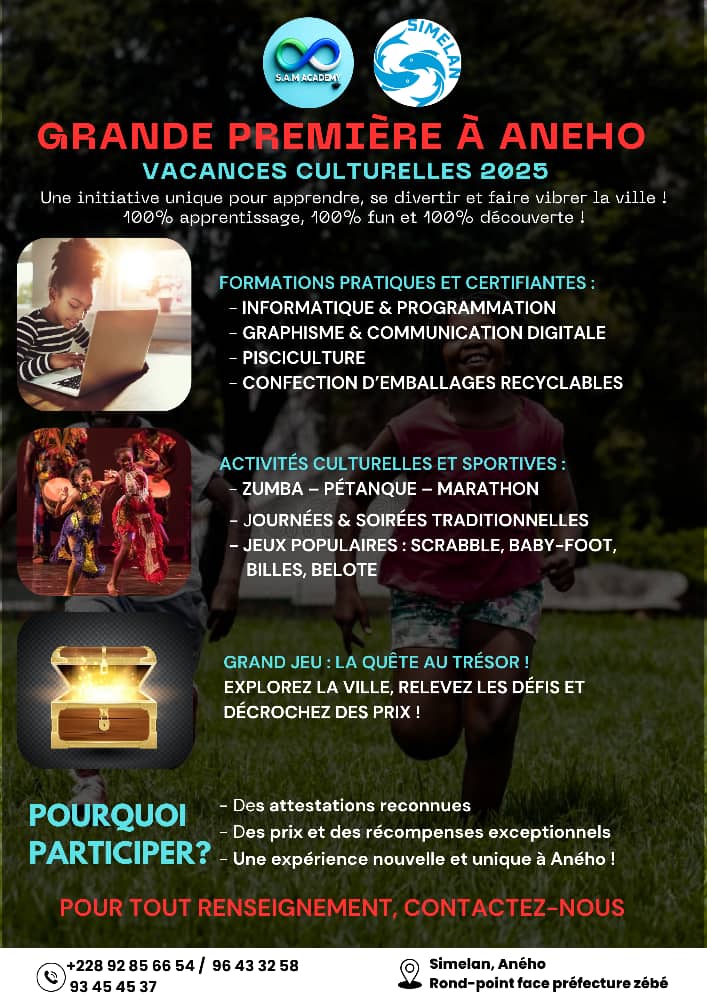 S.A.M ACADEMY
SIMELAN
GRANDE PREMIÈRE À ANEHO
VACANCES CULTURELLES 2025
Une initiative unique pour apprendre, se divertir et faire vibrer la ville !
100% apprentissage, 100% fun et 100% découverte !
FORMATIONS PRATIQUES ET CERTIFIANTES :
- INFORMATIQUE & PROGRAMMATION
- GRAPHISME & COMMUNICATION DIGITALE
- PISCICULTURE
- CONFECTION D’EMBALLAGES RECYCLABLES
ACTIVITÉS CULTURELLES ET SPORTIVES :
- ZUMBA – PÉTANQUE – MARATHON
- JOURNÉES & SOIRÉES TRADITIONNELLES
- JEUX POPULAIRES : SCRABBLE, BABY-FOOT,
BILLES, BELOTE
GRAND JEU : LA QUÊTE AU TRÉSOR !
EXPLOREZ LA VILLE, RELEVEZ LES DÉFIS ET
DÉCROCHEZ DES PRIX !
POURQUOI
PARTICIPER?
- Des attestations reconnues
- Des prix et des récompenses exceptionnels
- Une expérience nouvelle et unique à Aného !
POUR TOUT RENSEIGNEMENT, CONTACTEZ-NOUS
+228 92 85 66 54 / 96 43 32 58
93 45 45 37
Simelan, Aného
Rond-point face préfecture zébé